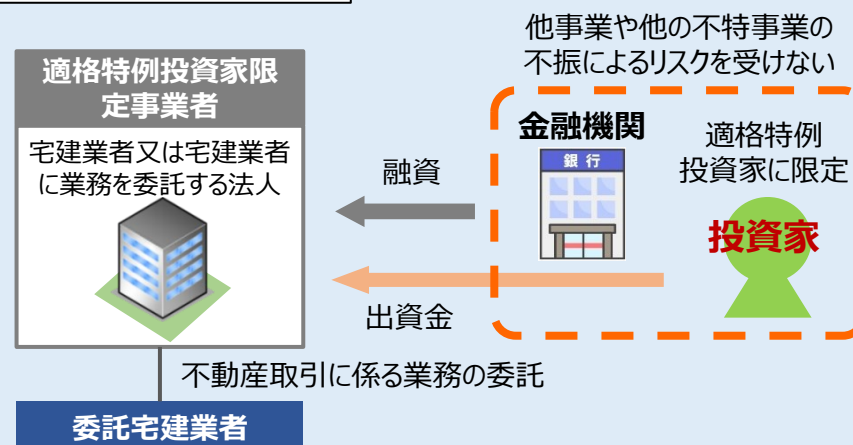 他事業や他の不特事業の
不振によるリスクを受けない
適格特例投資家限
定事業者
宅建業者又は宅建業者
に業務を委託する法人
融資
出資金
金融機関
銀行
適格特例
投資家に限定
投資家
不動産取引に係る業務の委託
委託宅建業者